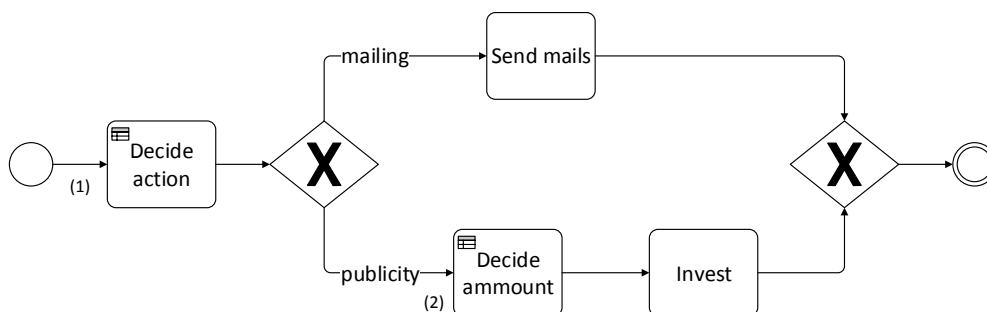 mailing
Send mails
Decide
action
(1)
X
X
publicity
Decide
ammount
(2)
Invest